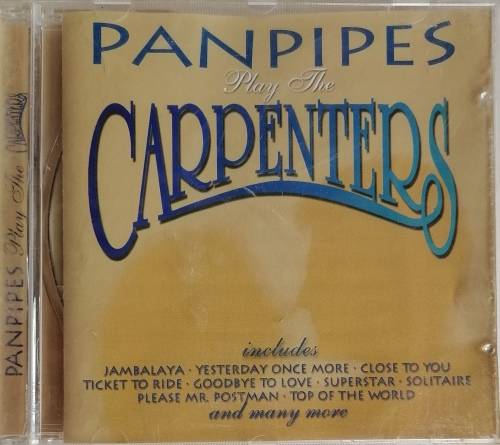 PANPIPES
Play The
CARPENTERS
includes
JAMBALAYA · YESTERDAY ONCE MORE · CLOSE TO YOU
TICKET TO RIDE · GOODBYE TO LOVE · SUPERSTAR · SOLITAIRE
PLEASE MR. POSTMAN · TOP OF THE WORLD
and many more
PANPIPES Play The CARPENTERS